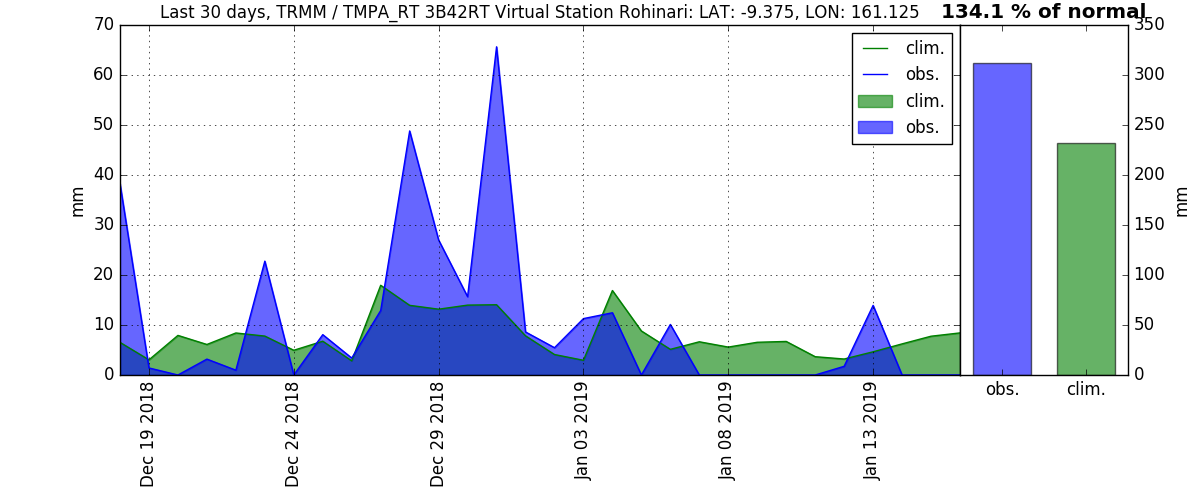 Last 30 days, TRMM / TMPA_RT 3B42RT Virtual Station Rohinari: LAT: -9.375, LON: 161.125
134.1 % of normal
70
60
50
40
30
20
10
0
mm
clim.
obs.
clim.
obs.
350
300
250
200
150
100
50
0
mm
obs.
clim.
Dec 19 2018
Dec 24 2018
Dec 29 2018
Jan 03 2019
Jan 08 2019
Jan 13 2019